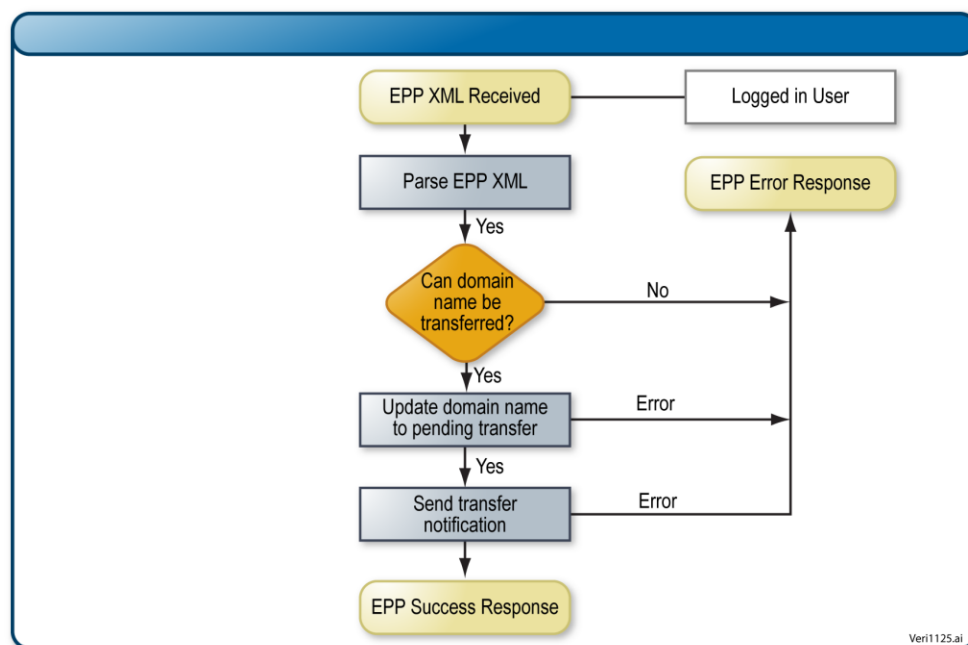 EPP XML Received
Logged in User
Parse EPP XML
EPP Error Response
Yes
Can domain
name be
transferred?
No
Yes
Update domain name
to pending transfer
Error
Yes
Send transfer
notification
Error
EPP Success Response
Veri1125.ai